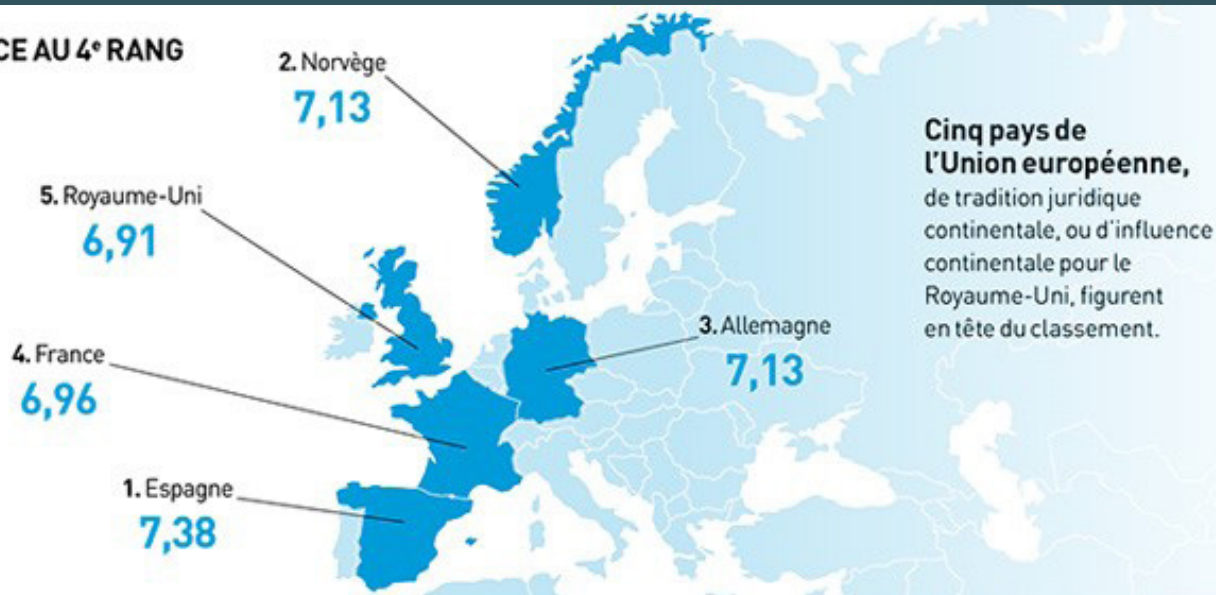 CE AU 4e RANG
2. Norvège
7,13
5. Royaume-Uni
6,91
4. France
6,96
1. Espagne
7,38
3. Allemagne
7,13
Cinq pays de
l'Union européenne,
de tradition juridique
continentale, ou d'influence
continentale pour le
Royaume-Uni, figurent
en tête du classement.